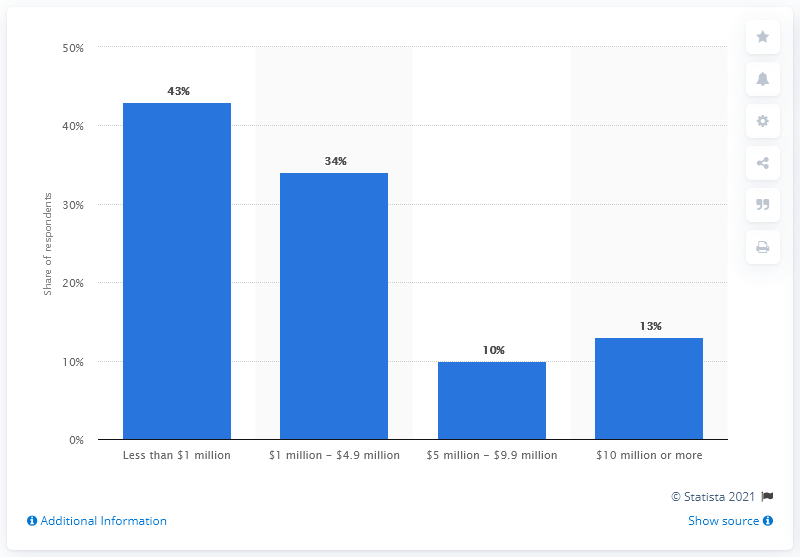 50%
43%
40%
34%
30%
Share of respondents
20%
13%
10%
10%
0%
Less than $1 million
$1 million – $4.9 million
$5 million – $9.9 million
$10 million or more
© Statista 2021
Additional Information
Show source